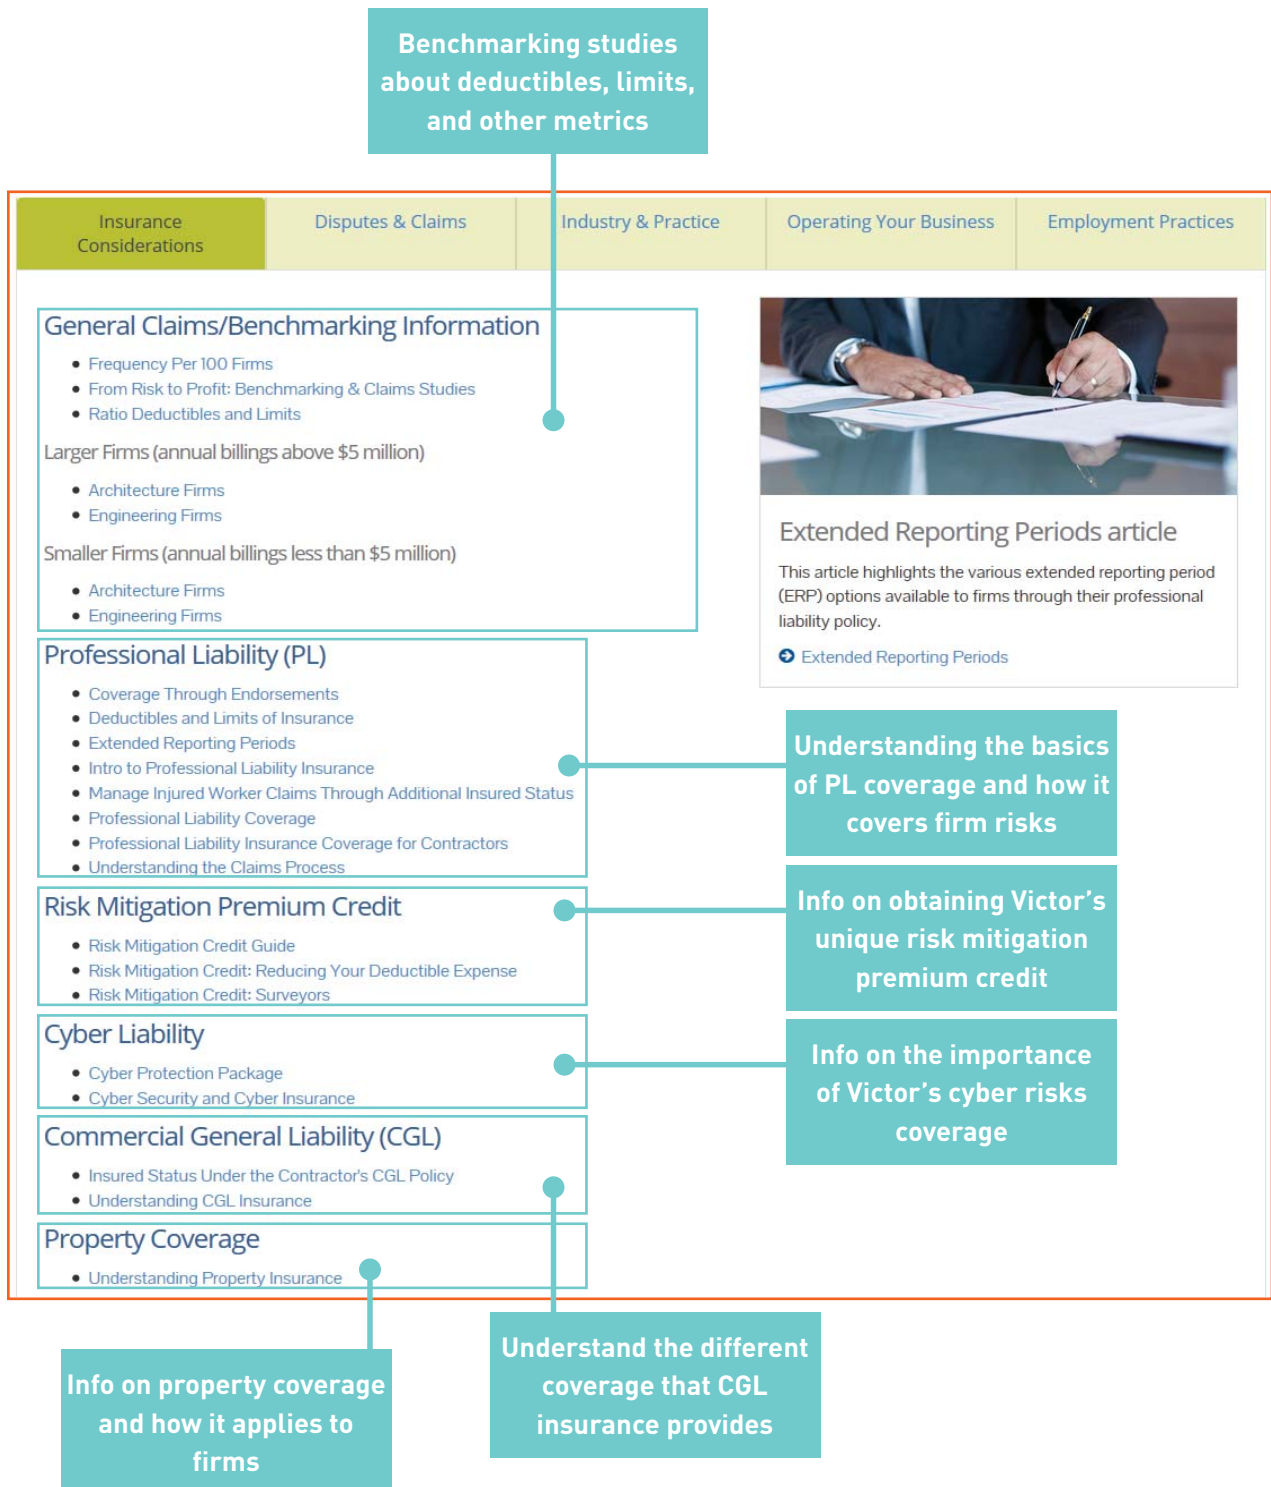 Benchmarking studies
about deductibles, limits,
and other metrics
Insurance
Considerations
Disputes & Claims
Industry & Practice
Operating Your Business
Employment Practices
General Claims/Benchmarking Information
Frequency Per 100 Firms
From Risk to Profit: Benchmarking & Claims Studies
Ratio Deductibles and Limits
Larger Firms (annual billings above $5 million)
Architecture Firms
Engineering Firms
Smaller Firms (annual billings less than $5 million)
Architecture Firms
Engineering Firms
Extended Reporting Periods article
This article highlights the various extended reporting period
(ERP) options available to firms through their professional
liability policy.
Extended Reporting Periods
Professional Liability (PL)
Coverage Through Endorsements
Deductibles and Limits of Insurance
Extended Reporting Periods
Intro to Professional Liability Insurance
Manage Injured Worker Claims Through Additional Insured Status
Professional Liability Coverage
Professional Liability Insurance Coverage for Contractors
Understanding the Claims Process
Understanding the basics
of PL coverage and how it
covers firm risks
Risk Mitigation Premium Credit
Risk Mitigation Credit Guide
Risk Mitigation Credit: Reducing Your Deductible Expense
Risk Mitigation Credit: Surveyors
Info on obtaining Victor's
unique risk mitigation
premium credit
Cyber Liability
Cyber Protection Package
Cyber Security and Cyber Insurance
Info on the importance
of Victor's cyber risks
coverage
Commercial General Liability (CGL)
Insured Status Under the Contractor's CGL Policy
Understanding CGL Insurance
Property Coverage
Understanding Property Insurance
Understand the different
coverage that CGL
insurance provides
Info on property coverage
and how it applies to
firms